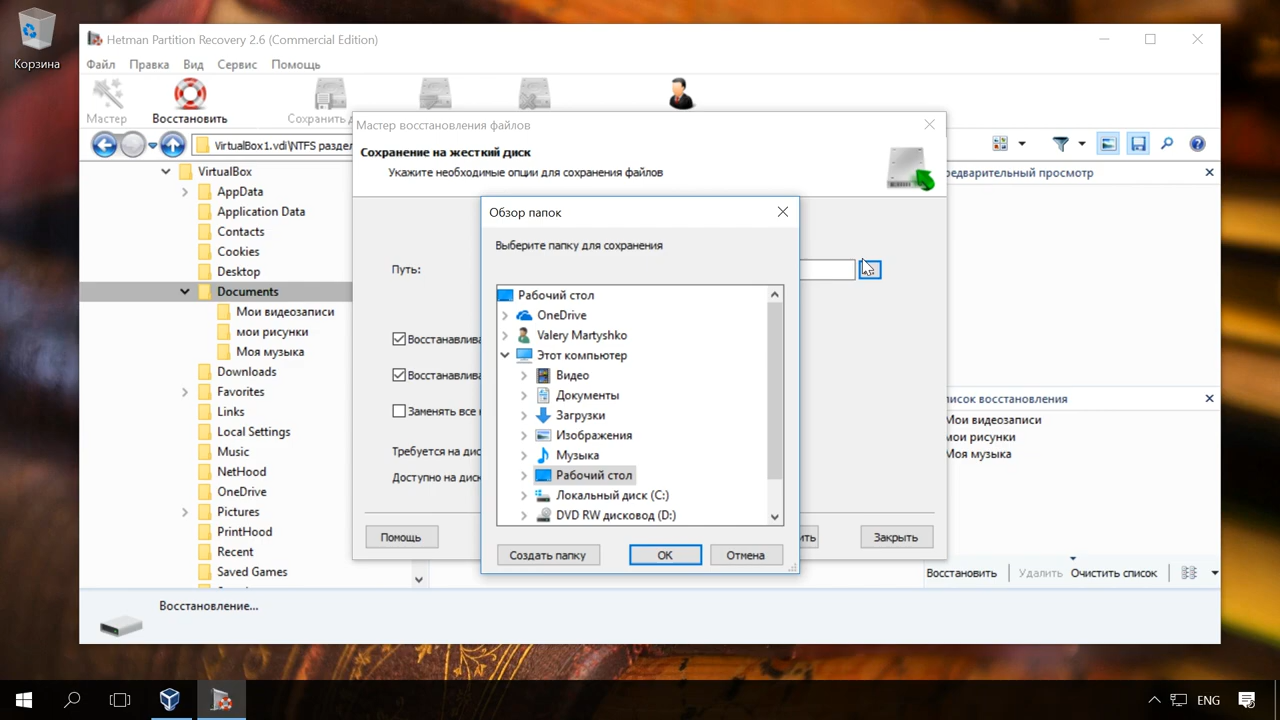 Корзина
Hetman Partition Recovery 2.6 (Commercial Edition)
Файл Правка Вид Сервис Помощь
Мастер Восстановить Сохранить
VirtualBox1.vdi\NTFS
VirtualBox
AppData
Application Data
Contacts
Cookies
Desktop
Documents
Мои видеозаписи
мои рисунки
Моя музыка
Downloads
Favorites
Links
Local Settings
Music
NetHood
OneDrive
Pictures
PrintHood
Recent
Saved Games
Мастер восстановления файлов
Сохранение на жесткий диск
Укажите необходимые опции для сохранения файлов
Путь:
Восстанавлива
Восстанавлива
Заменять все
Требуется на дис
Доступно на диск
Помощь
ить
Закрыть
Обзор папок
Выберите папку для сохранения
Рабочий стол
OneDrive
Valery Martyshko
Этот компьютер
Видео
Документы
Загрузки
Изображения
Музыка
Рабочий стол
Локальный диск (C:)
DVD RW дисковод (D:)
Создать папку OK Отмена
редварительный просмотр
писок восстановления
Мои видеозаписи
мои рисунки
Моя музыка
Восстановить Удалить Очистить список
Восстановление...
ENG